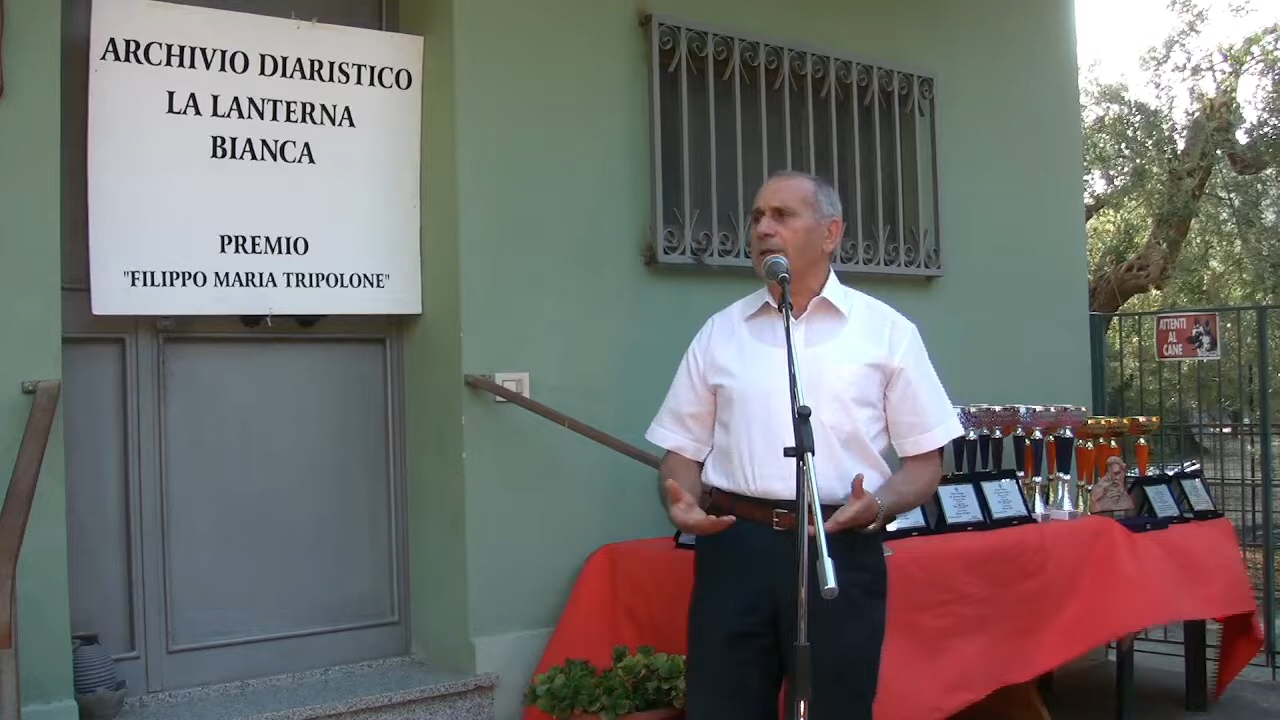 ARCHIVIO DIARISTICO
LA LANTERNA
BIANCA
PREMIO
"FILIPPO MARIA TRIPOLONE"
ATTENTI
AL
CANE